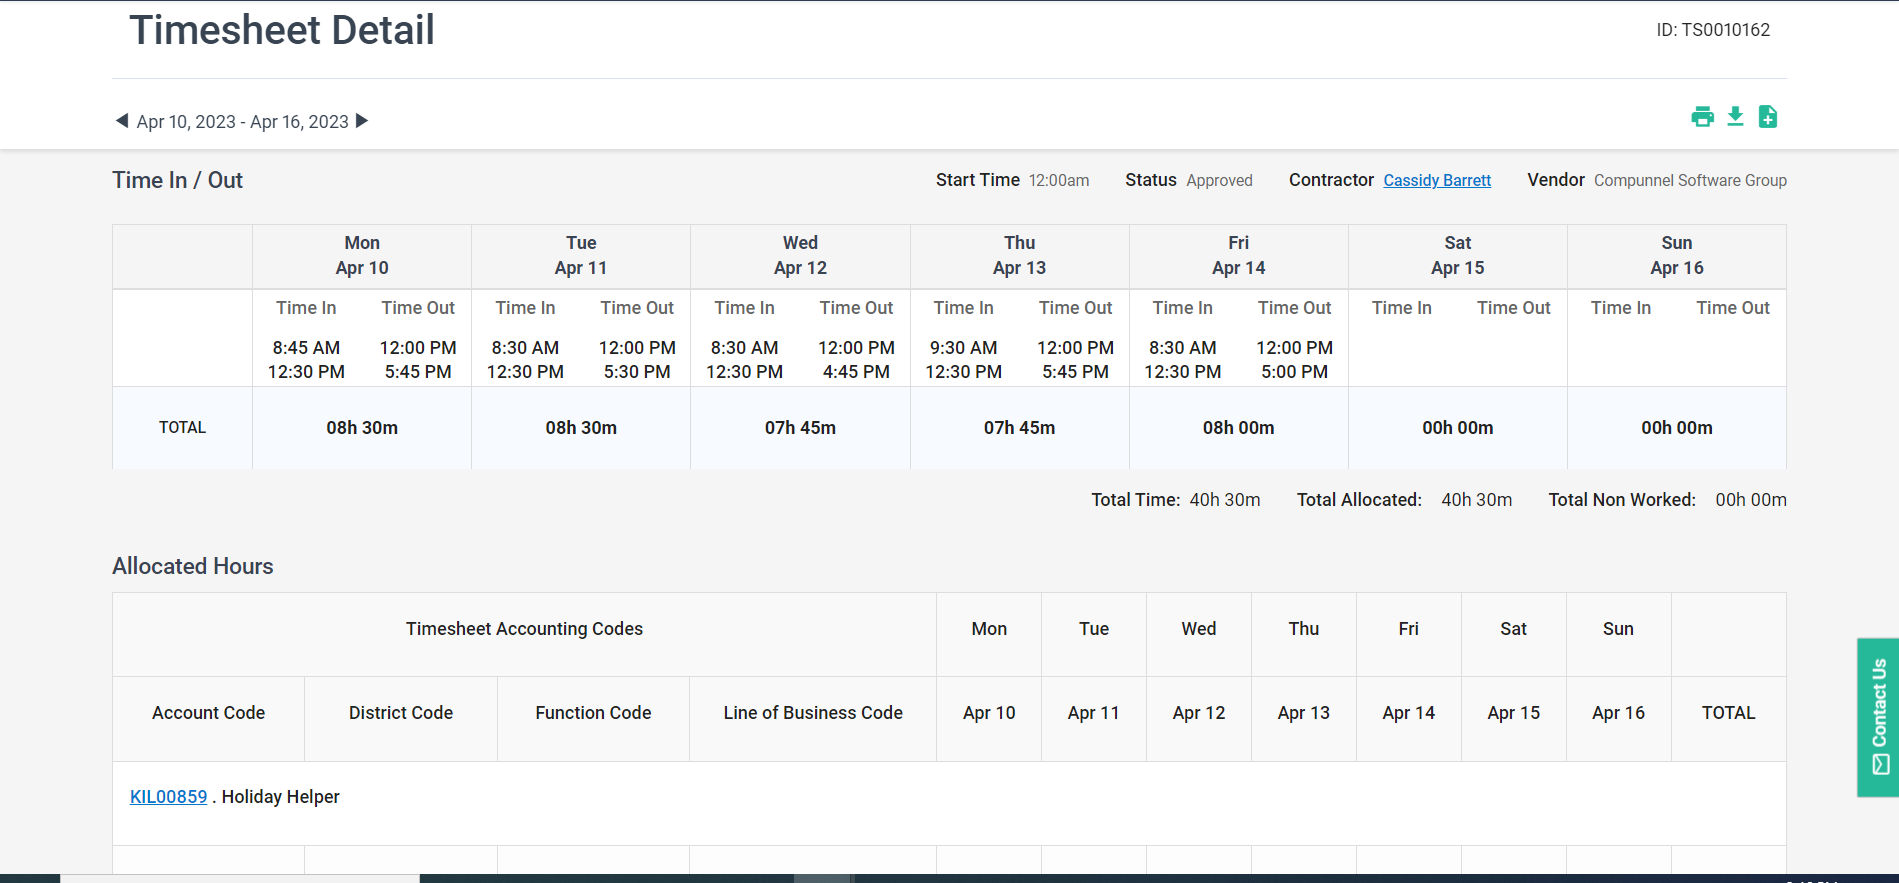 Timesheet Detail
ID: TS0010162
Apr 10, 2023 - Apr 16, 2023
Time In / Out
Start Time 12:00am Status Approved Contractor Cassidy Barrett Vendor Compunnel Software Group
Mon Tue Wed Thu Fri Sat Sun
Apr 10 Apr 11 Apr 12 Apr 13 Apr 14 Apr 15 Apr 16
Time In Time Out Time In Time Out Time In Time Out Time In Time Out Time In Time Out Time In Time Out Time In Time Out
8:45 AM 12:00 PM 8:30 AM 12:00 PM 8:30 AM 12:00 PM 9:30 AM 12:00 PM 8:30 AM 12:00 PM
12:30 PM 5:45 PM 12:30 PM 5:30 PM 12:30 PM 4:45 PM 12:30 PM 5:45 PM 12:30 PM 5:00 PM
TOTAL 08h 30m 08h 30m 07h 45m 07h 45m 08h 00m 00h 00m 00h 00m
Total Time: 40h 30m Total Allocated: 40h 30m Total Non Worked: 00h 00m
Allocated Hours
Timesheet Accounting Codes Mon Tue Wed Thu Fri Sat Sun
Account Code District Code Function Code Line of Business Code Apr 10 Apr 11 Apr 12 Apr 13 Apr 14 Apr 15 Apr 16 TOTAL
KIL00859 . Holiday Helper
Contact Us